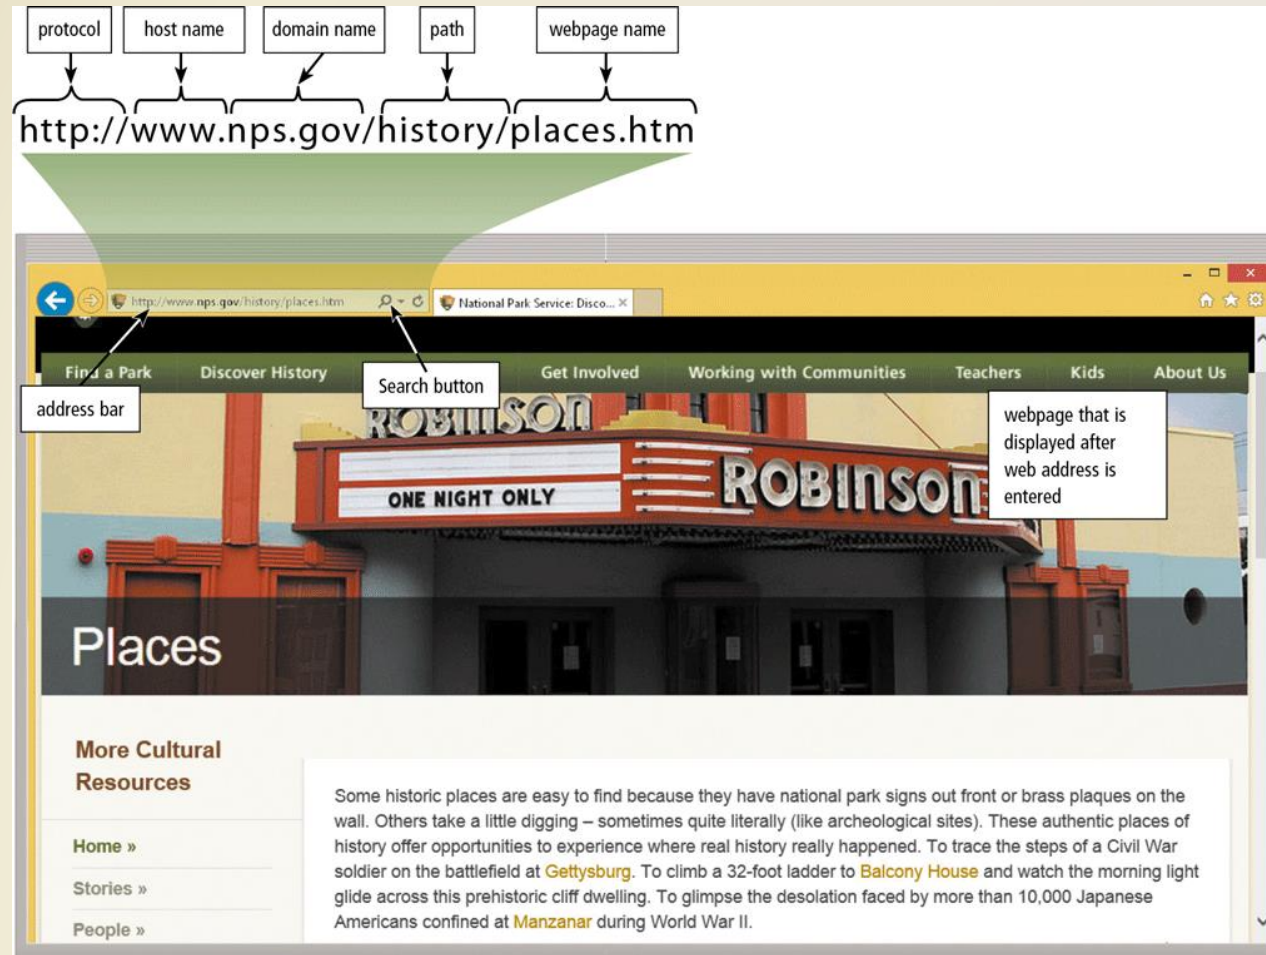 protocol
host name
domain name
path
webpage name
http://www.nps.gov/history/places.htm
http://www.nps.gov/history/places.htm
National Park Service: Disco...
Find a Park
Discover History
Get Involved
Working with Communities
Teachers
Kids
About Us
address bar
Search button
webpage that is
displayed after
web address is
entered
ROBINSON
ROBINSON
ONE NIGHT ONLY
Places
More Cultural
Resources
Home »
Stories »
People »
Some historic places are easy to find because they have national park signs out front or brass plaques on the
wall. Others take a little digging – sometimes quite literally (like archeological sites). These authentic places of
history offer opportunities to experience where real history really happened. To trace the steps of a Civil War
soldier on the battlefield at Gettysburg. To climb a 32-foot ladder to Balcony House and watch the morning light
glide across this prehistoric cliff dwelling. To glimpse the desolation faced by more than 10,000 Japanese
Americans confined at Manzanar during World War II.